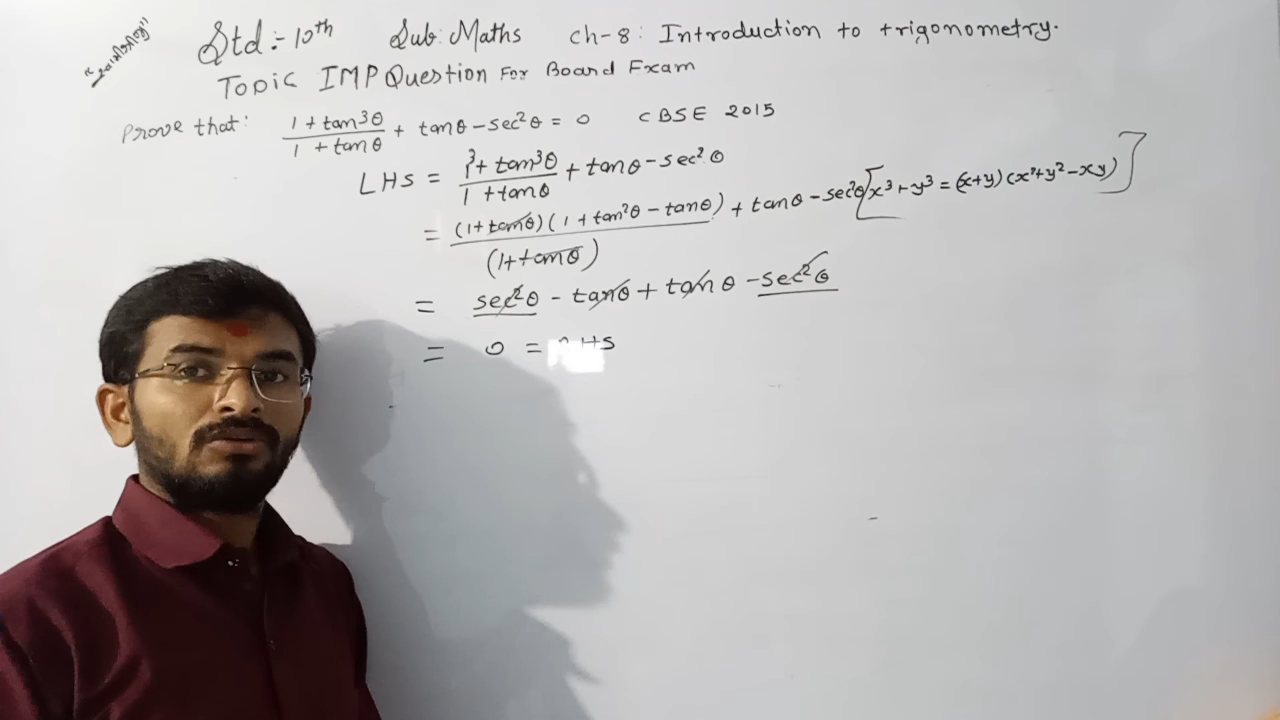 Std:- 10th Sub: Maths ch-8: Introduction to trigonometry.
Topic IMP Question For Board Exam
Prove that: (1 + tan³θ)/(1 + tanθ) + tanθ - sec²θ = 0 CBSE 2015
LHS = (1³ + tan³θ)/(1 + tanθ) + tanθ - sec²θ
= (1+tanθ)(1 + tan²θ - tanθ)/(1+tanθ) + tanθ - sec²θ [x³+y³ = (x+y)(x²+y²-xy)]
= sec²θ - tanθ + tanθ - sec²θ
= 0 = HS